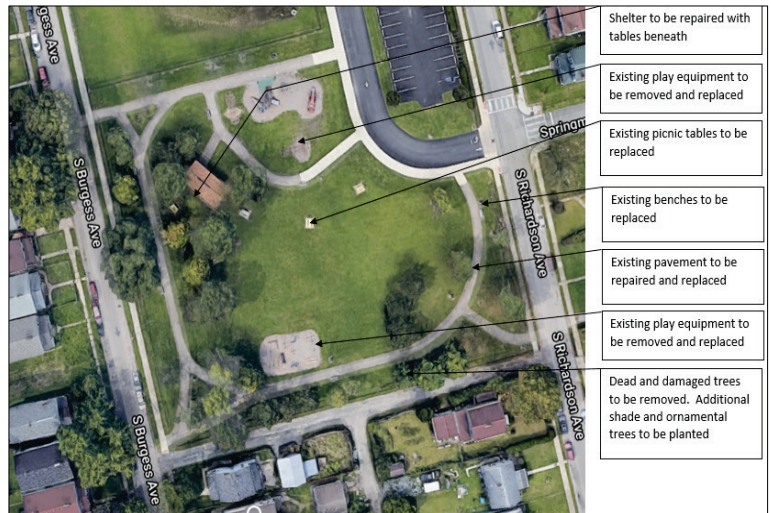 Shelter to be repaired with
tables beneath
Existing play equipment to
be removed and replaced
Existing picnic tables to be
replaced
Existing benches to be
replaced
Existing pavement to be
repaired and replaced
Existing play equipment to
be removed and replaced
Dead and damaged trees
to be removed. Additional
shade and ornamental
trees to be planted
gess Ave
S Burgess Ave
S Burgess Ave
Springm
S Richardson Ave
S Richardson Ave